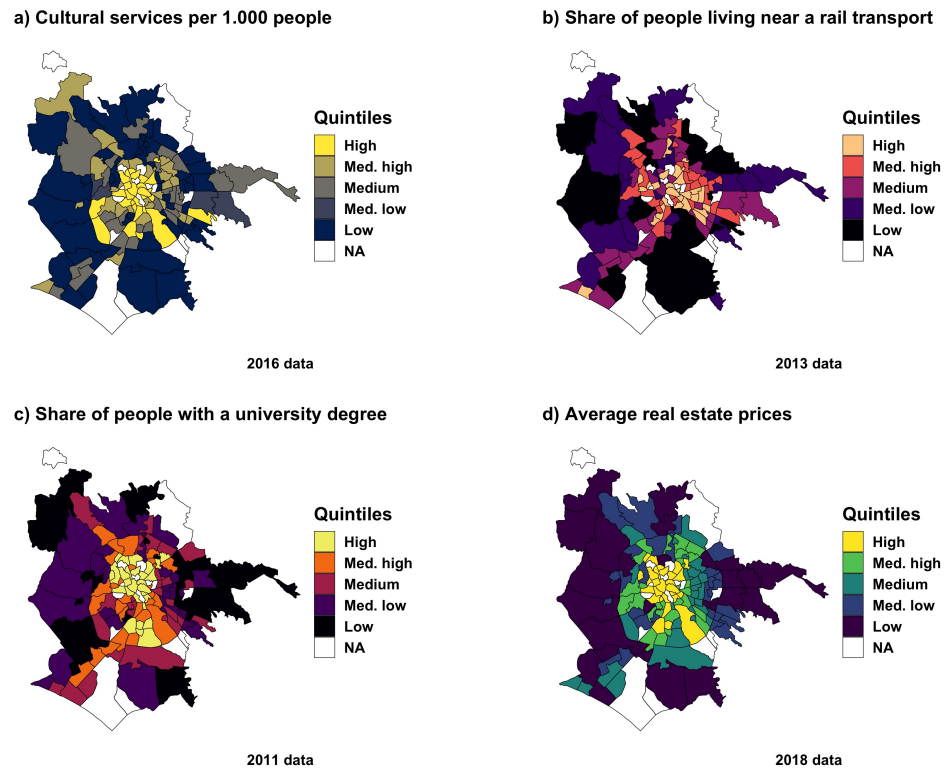 a) Cultural services per 1.000 people
Quintiles
High
Med. high
Medium
Med. low
Low
NA
2016 data
b) Share of people living near a rail transport
Quintiles
High
Med. high
Medium
Med. low
Low
NA
2013 data
c) Share of people with a university degree
Quintiles
High
Med. high
Medium
Med. low
Low
NA
2011 data
d) Average real estate prices
Quintiles
High
Med. high
Medium
Med. low
Low
NA
2018 data